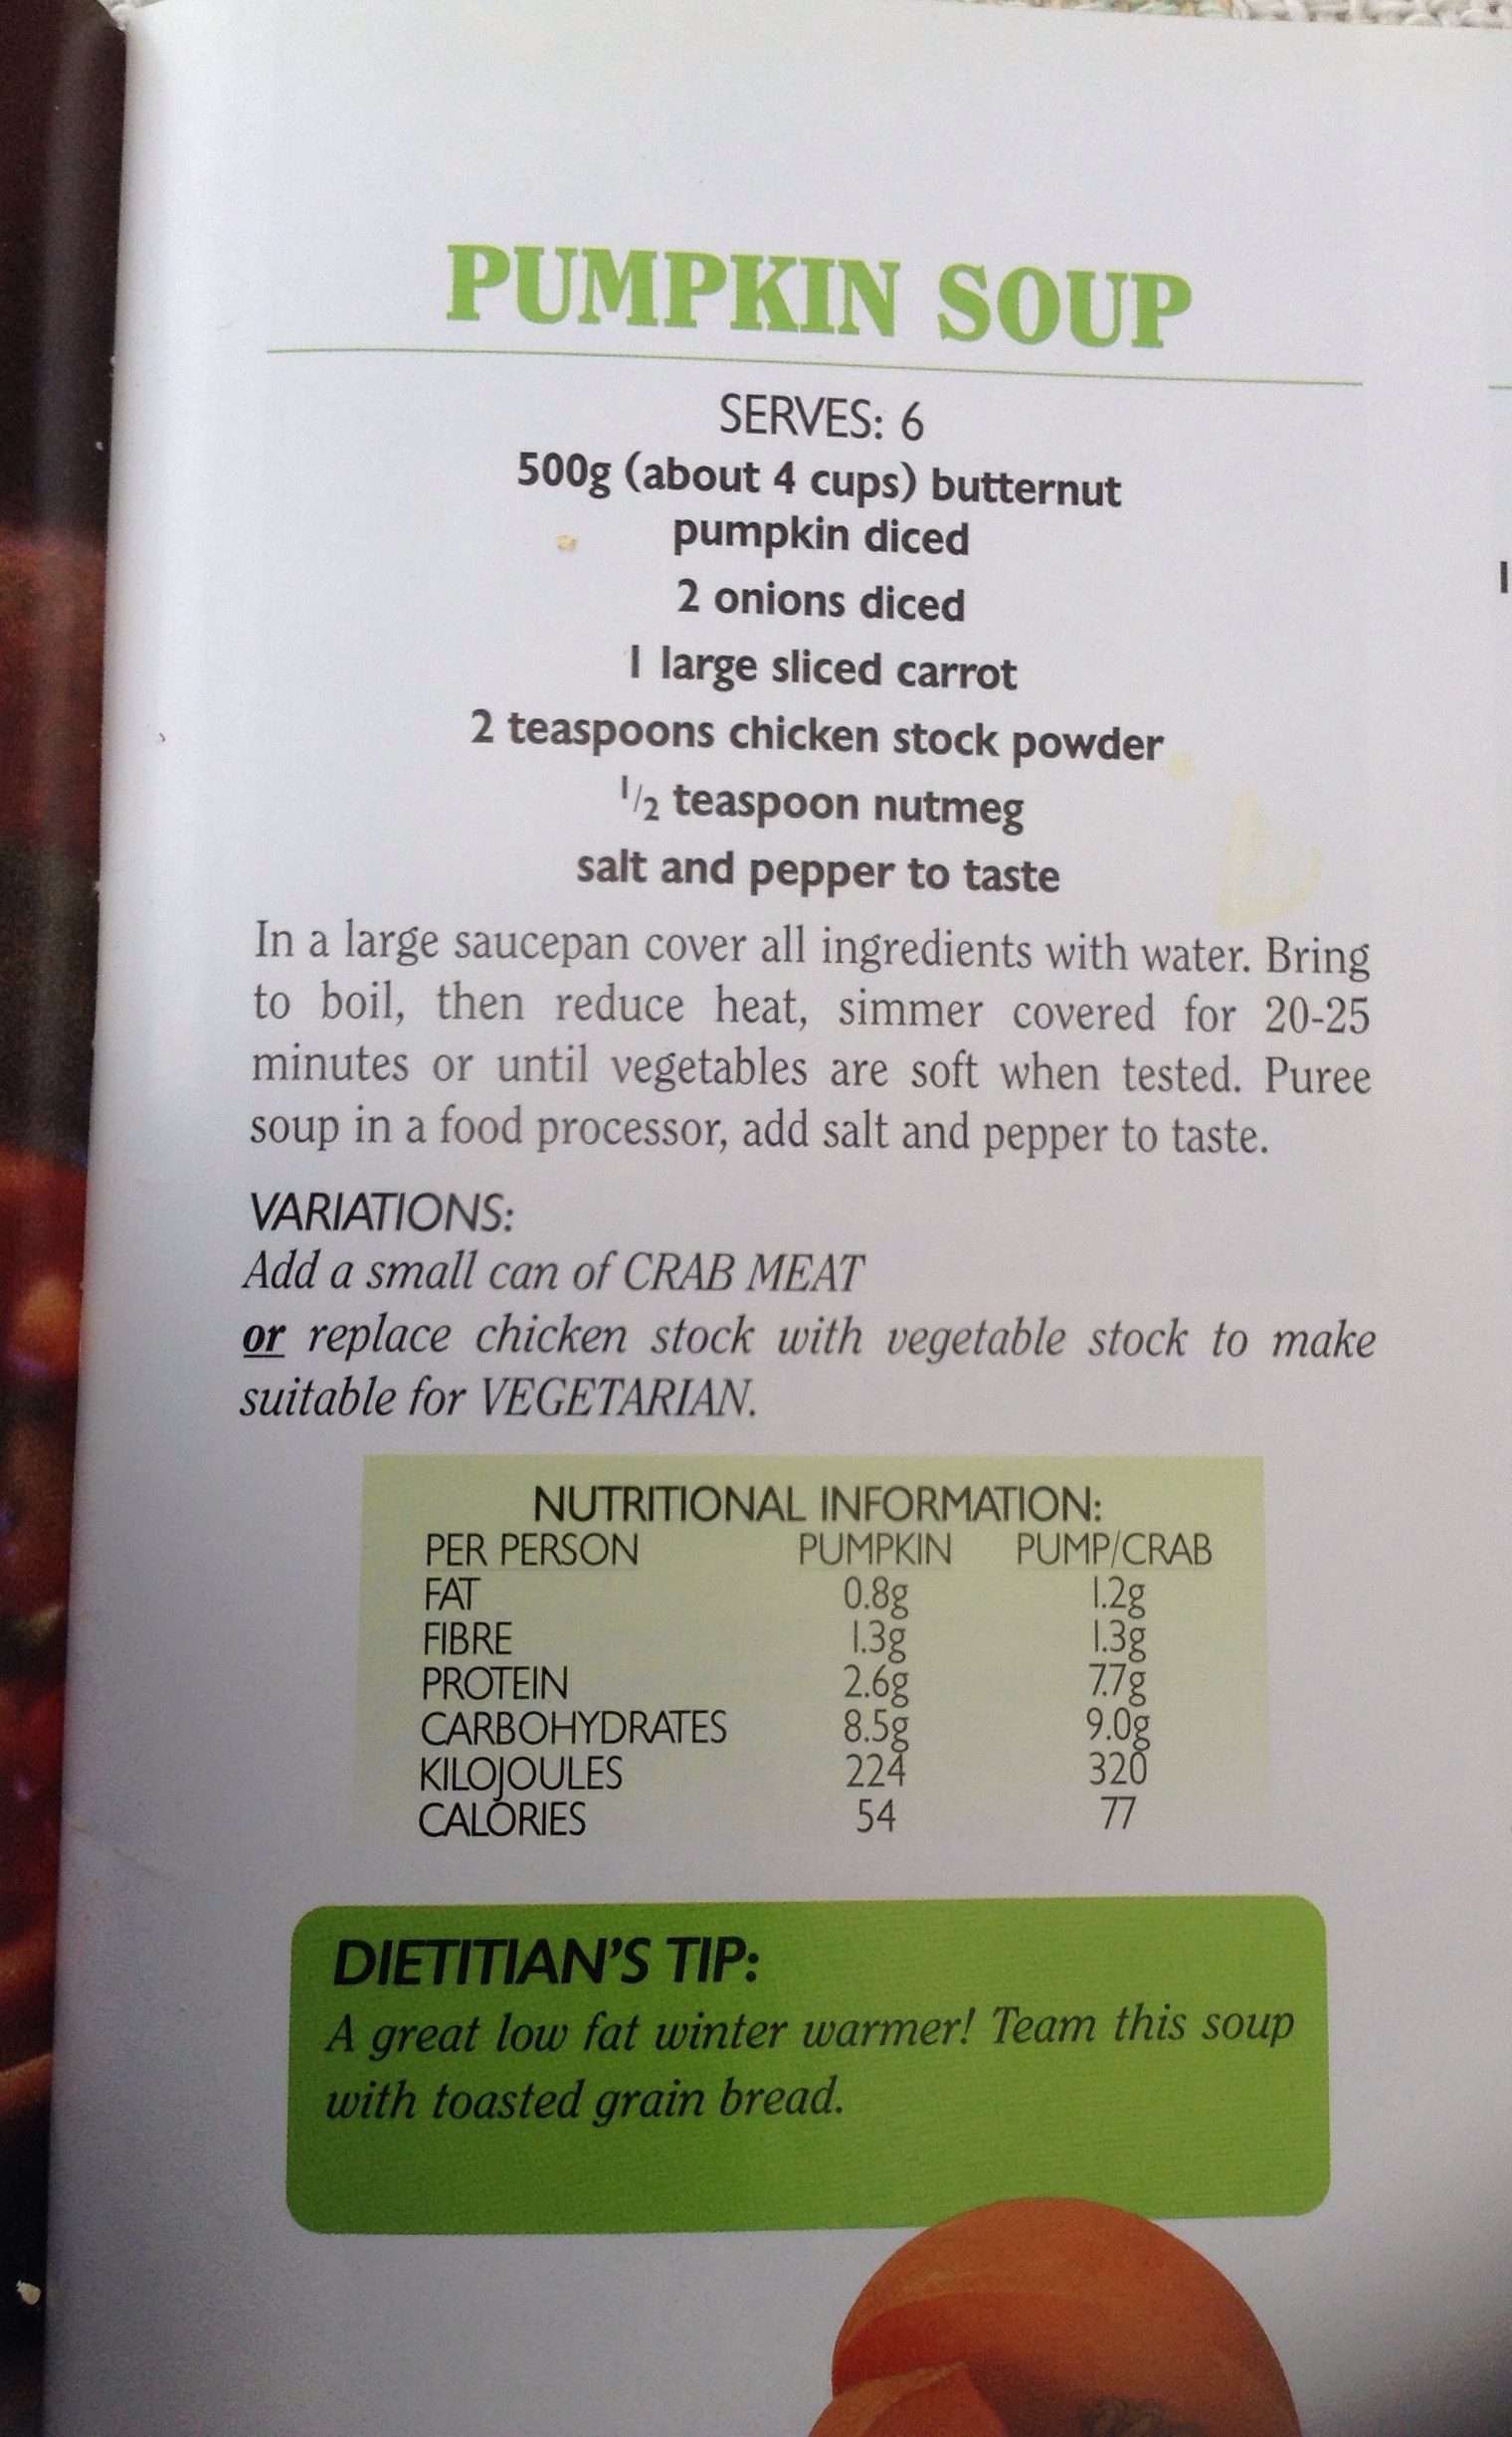 PUMPKIN SOUP
SERVES: 6
500g (about 4 cups) butternut
pumpkin diced
2 onions diced
1 large sliced carrot
2 teaspoons chicken stock powder
1/2 teaspoon nutmeg
salt and pepper to taste
In a large saucepan cover all ingredients with water. Bring
to boil, then reduce heat, simmer covered for 20-25
minutes or until vegetables are soft when tested. Puree
soup in a food processor, add salt and pepper to taste.
VARIATIONS:
Add a small can of CRAB MEAT
or replace chicken stock with vegetable stock to make
suitable for VEGETARIAN.
NUTRITIONAL INFORMATION:
PER PERSON PUMPKIN PUMP/CRAB
FAT 0.8g 1.2g
FIBRE 1.3g 1.3g
PROTEIN 2.6g 7.7g
CARBOHYDRATES 8.5g 9.0g
KILOJOULES 224 320
CALORIES 54 77
DIETITIAN'S TIP:
A great low fat winter warmer! Team this soup
with toasted grain bread.